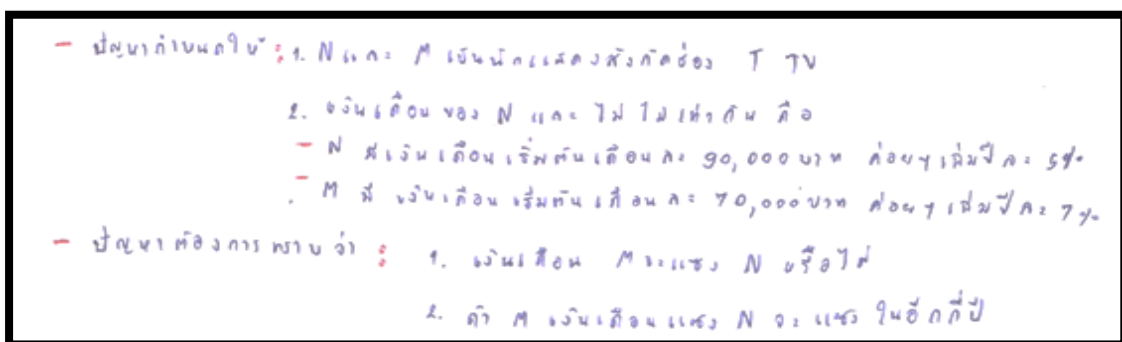 - ปัญหากำหนดให้ : 1. N และ M เป็นนักแสดงสังกัดช่อง T TV
2. เงินเดือนของ N และ ไม่ ไม่เท่ากัน คือ
- N มีเงินเดือนเริ่มต้นเดือนละ 90,000 บาท ค่อยๆเพิ่มปีละ 5%
- M มี เงินเดือนเริ่มต้นเดือนละ 70,000 บาท ค่อยๆเพิ่มปีละ 7%
- ปัญหาต้องการทราบว่า : 1. เงินเดือน M จะแซง N หรือไม่
2. ถ้า M เงินเดือนแซง N จะแซง ในอีกกี่ปี